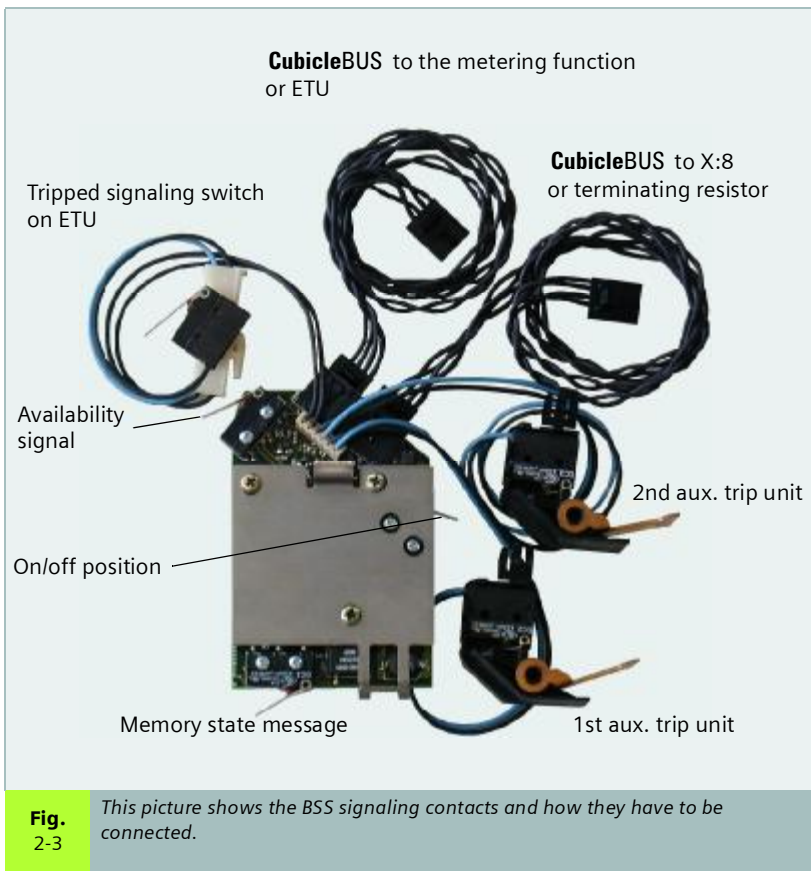 CubicleBUS to the metering function
or ETU
CubicleBUS to X:8
or terminating resistor
Tripped signaling switch
on ETU
Availability
signal
2nd aux. trip unit
On/off position
Memory state message
1st aux. trip unit
Fig.
2-3
This picture shows the BSS signaling contacts and how they have to be
connected.